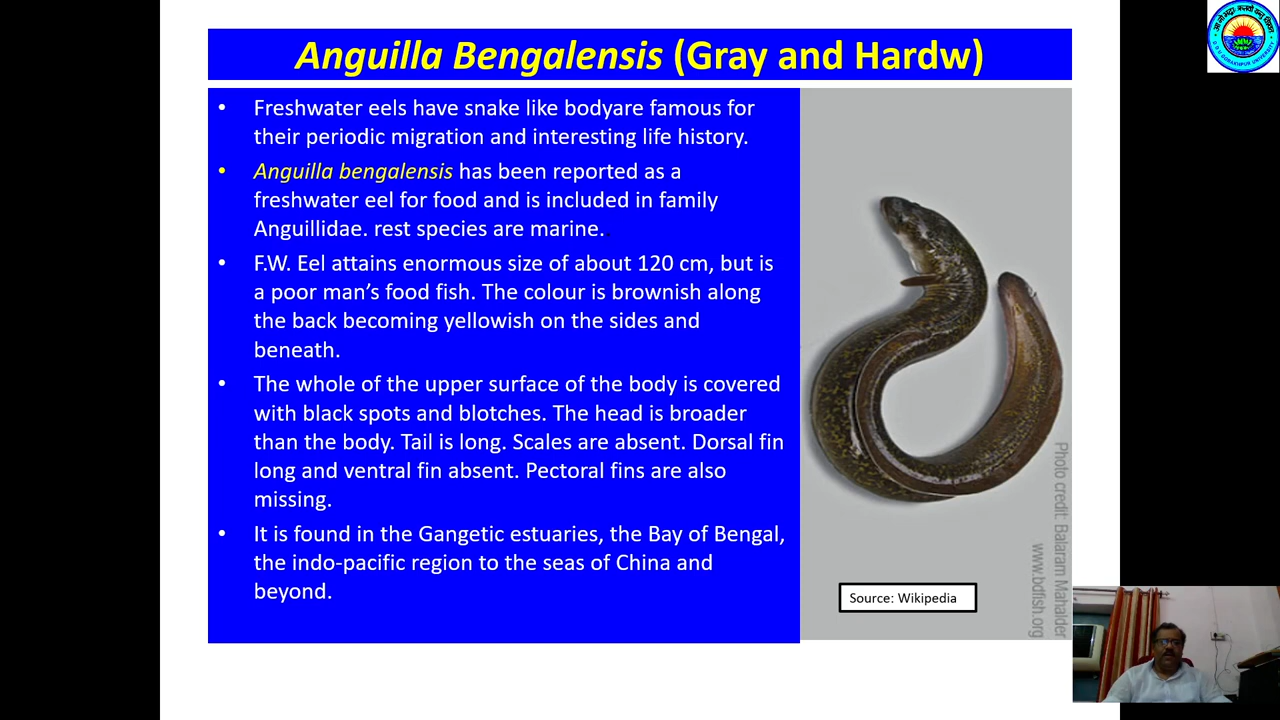 Anguilla Bengalensis (Gray and Hardw)
• Freshwater eels have snake like bodyare famous for
their periodic migration and interesting life history.
• Anguilla bengalensis has been reported as a
freshwater eel for food and is included in family
Anguillidae. rest species are marine..
• F.W. Eel attains enormous size of about 120 cm, but is
a poor man’s food fish. The colour is brownish along
the back becoming yellowish on the sides and
beneath.
• The whole of the upper surface of the body is covered
with black spots and blotches. The head is broader
than the body. Tail is long. Scales are absent. Dorsal fin
long and ventral fin absent. Pectoral fins are also
missing.
• It is found in the Gangetic estuaries, the Bay of Bengal,
the indo-pacific region to the seas of China and
beyond.
Photo credit: Balaram Mahalder
www.bdfish.org
Source: Wikipedia
GORAKHPUR UNIVERSITY